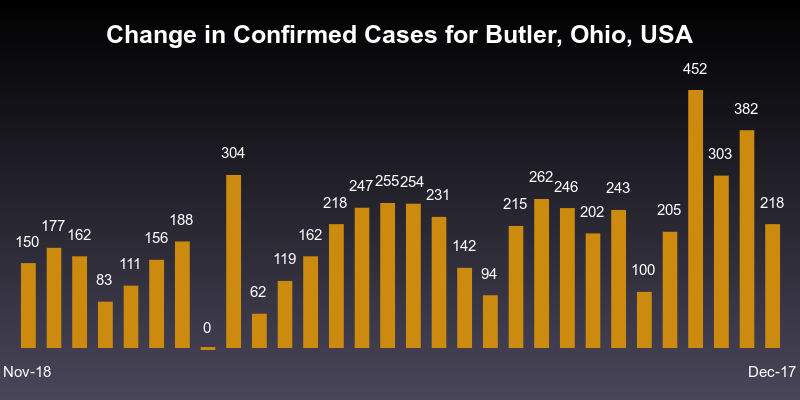 Change in Confirmed Cases for Butler, Ohio, USA
150 177 162 83 111 156 188 0 304 62 119 162 218 247 255 254 231 142 94 215 262 246 202 243 100 205 452 303 382 218
Nov-18 Dec-17